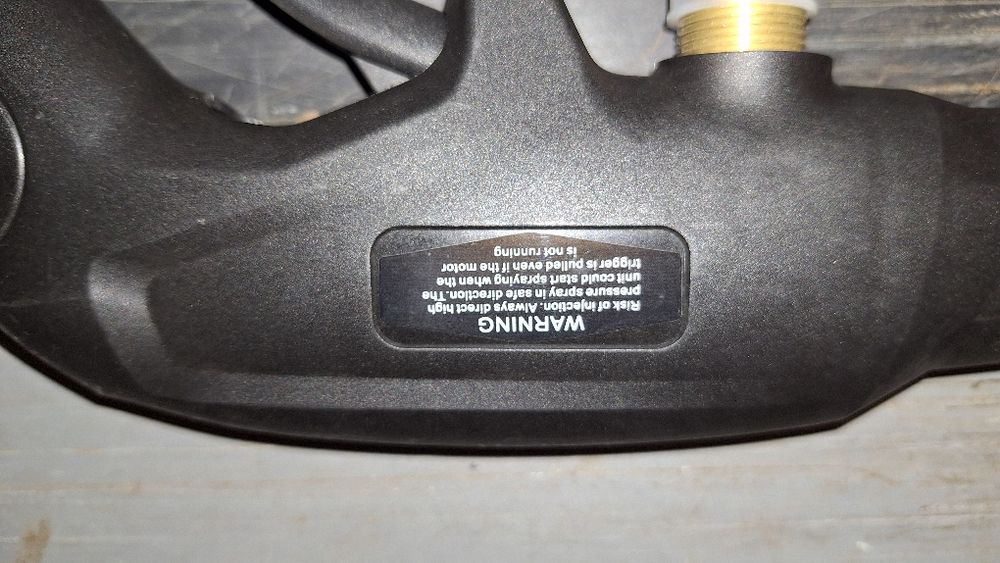 WARNING
Risk of injection. Always direct high
pressure spray in safe direction. The
unit could start spraying when the
trigger is pulled even if the motor
is not running